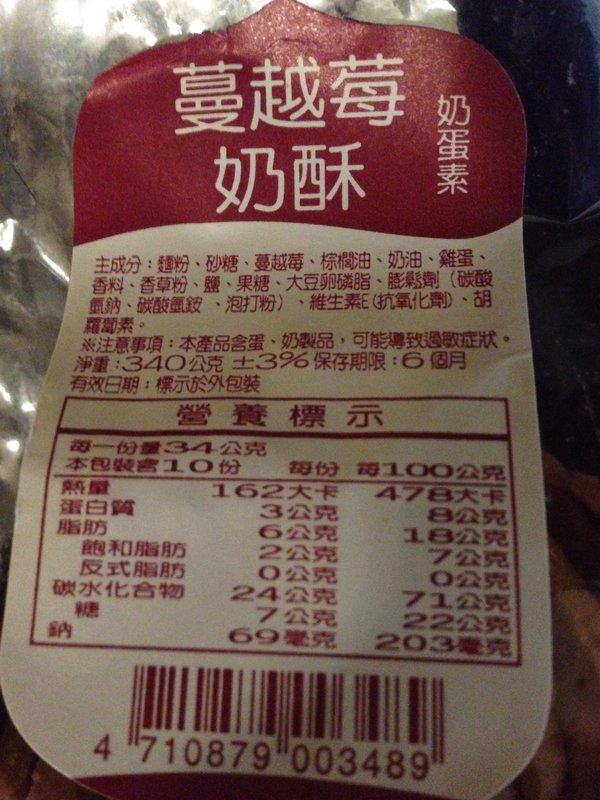 蔓越莓
奶酥
奶蛋素
主成分：麵粉、砂糖、蔓越莓、棕櫚油、奶油、雞蛋、
香料、香草粉、鹽、果糖、大豆卵磷脂、膨鬆劑（碳酸
氫鈉、碳酸氫銨、泡打粉）、維生素E(抗氧化劑)、胡
蘿蔔素。
※注意事項：本產品含蛋、奶製品，可能導致過敏症狀。
淨重：340公克 ±3% 保存期限：6個月
有效日期：標示於外包裝
營養標示
每一份量34公克
本包裝含10份 每份 每100公克
熱量 162大卡 478大卡
蛋白質 3公克 8公克
脂肪 6公克 18公克
飽和脂肪 2公克 7公克
反式脂肪 0公克 0公克
碳水化合物 24公克 71公克
糖 7公克 22公克
鈉 69毫克 203毫克
4 710879 003489